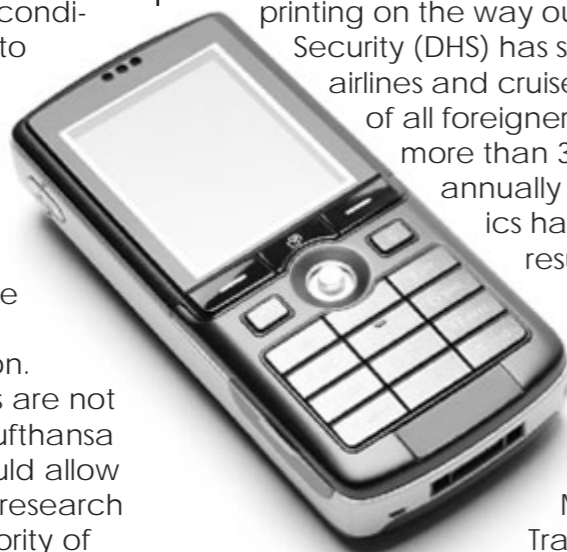 condi-
to
e
on.
s are not
ufthansa
uld allow
research
ority of
printing on the way ou
Security (DHS) has s
airlines and cruise
of all foreigner
more than 3
annually
ics ha
resu
M
Tra